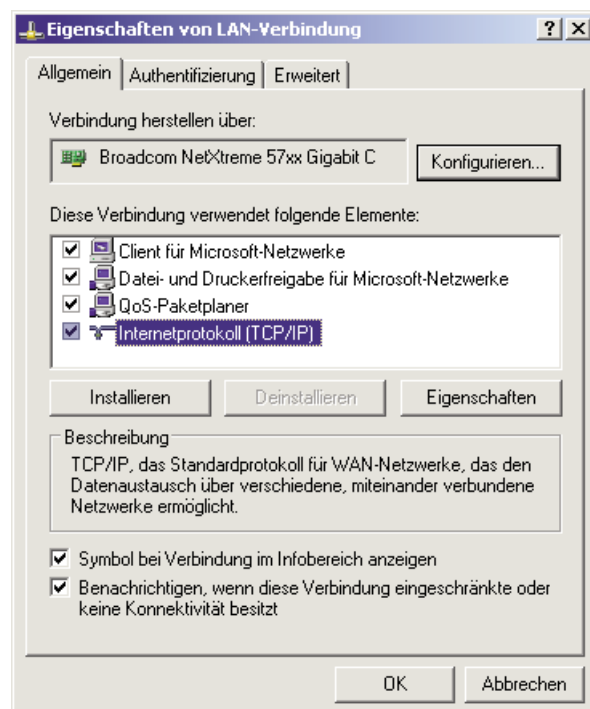 Eigenschaften von LAN-Verbindung
Allgemein Authentifizierung Erweitert
Verbindung herstellen über:
Broadcom NetXtreme 57xx Gigabit C Konfigurieren...
Diese Verbindung verwendet folgende Elemente:
Client für Microsoft-Netzwerke
Datei- und Druckerfreigabe für Microsoft-Netzwerke
QoS-Paketplaner
Internetprotokoll (TCP/IP)
Installieren Deinstallieren Eigenschaften
Beschreibung
TCP/IP, das Standardprotokoll für WAN-Netzwerke, das den
Datenaustausch über verschiedene, miteinander verbundene
Netzwerke ermöglicht.
Symbol bei Verbindung im Infobereich anzeigen
Benachrichtigen, wenn diese Verbindung eingeschränkte oder
keine Konnektivität besitzt
OK Abbrechen